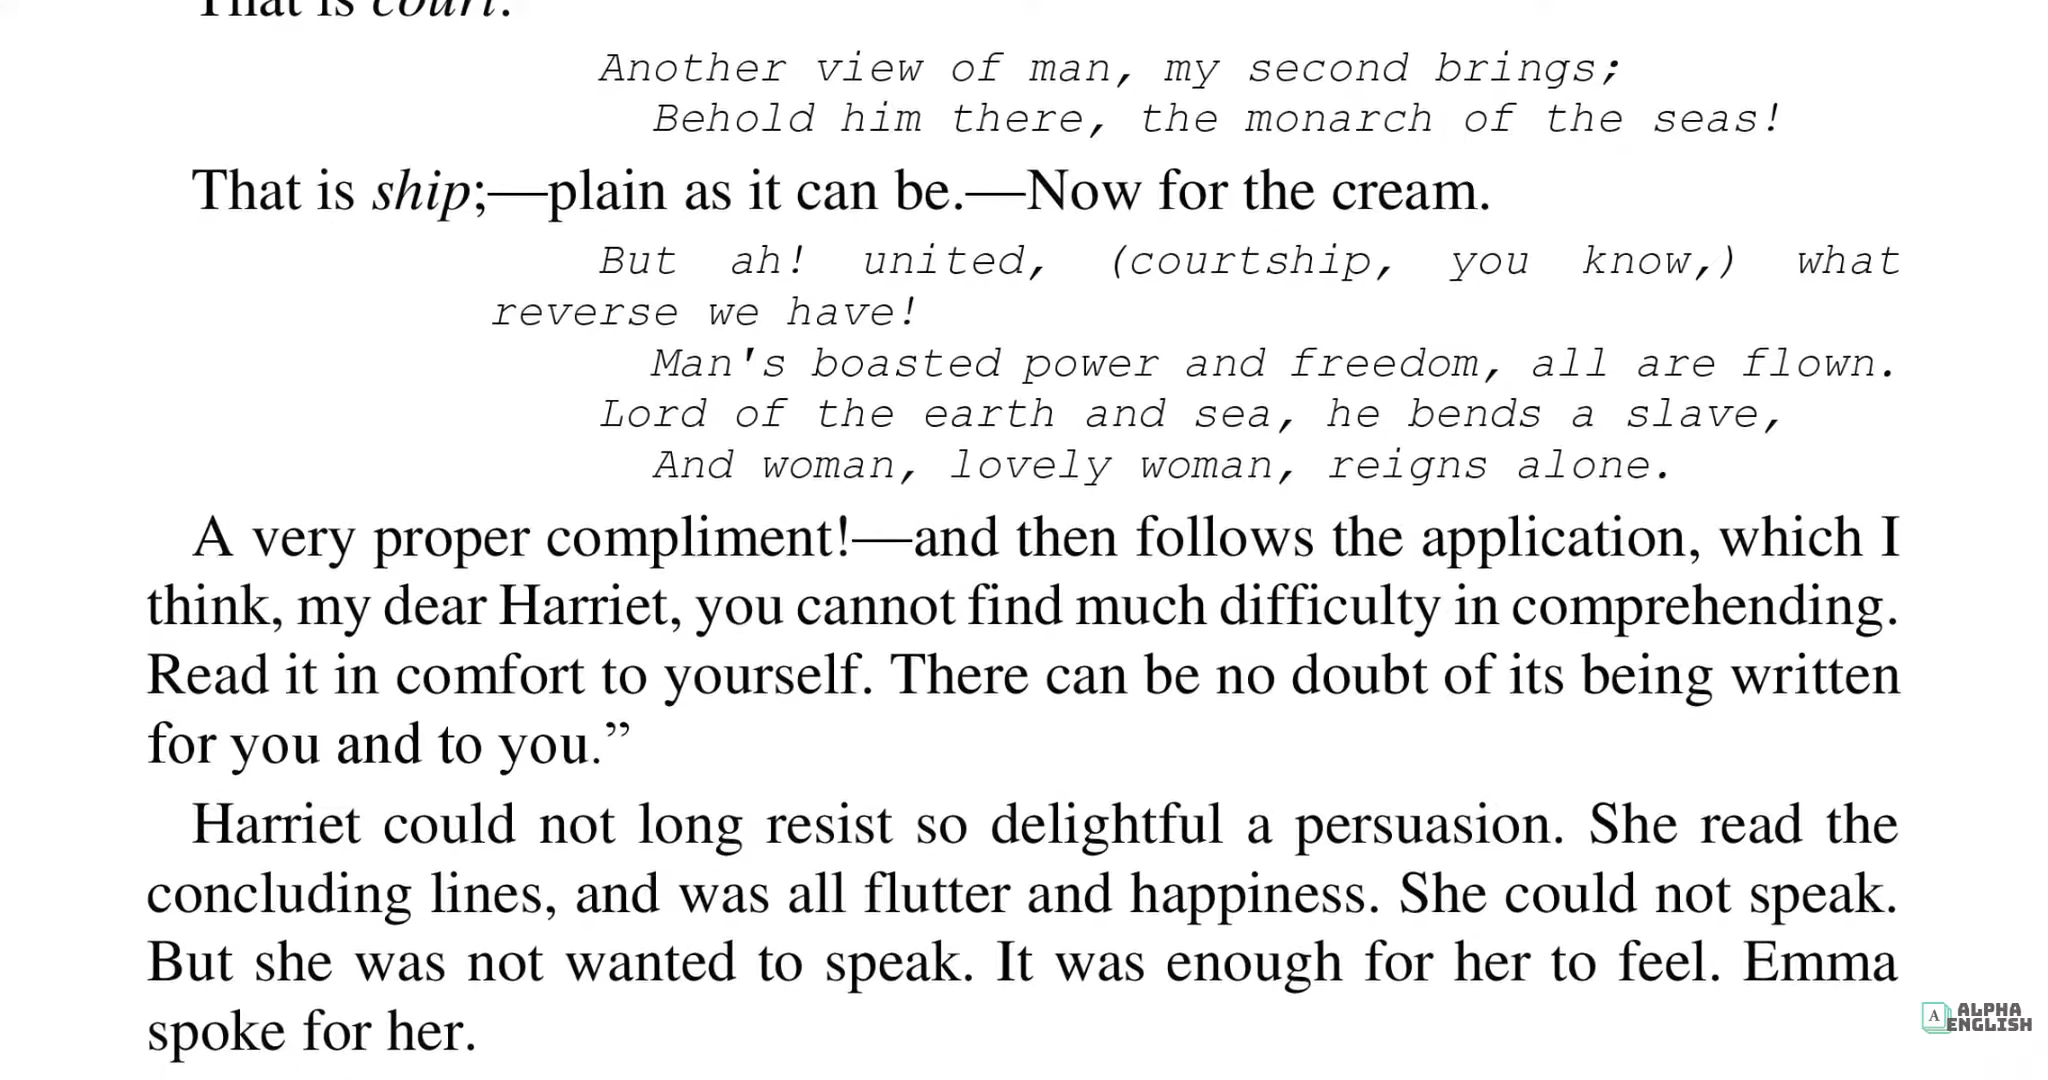 That is court.
Another view of man, my second brings;
Behold him there, the monarch of the seas!
That is ship;—plain as it can be.—Now for the cream.
But ah! united, (courtship, you know,) what
reverse we have!
Man's boasted power and freedom, all are flown.
Lord of the earth and sea, he bends a slave,
And woman, lovely woman, reigns alone.
A very proper compliment!—and then follows the application, which I
think, my dear Harriet, you cannot find much difficulty in comprehending.
Read it in comfort to yourself. There can be no doubt of its being written
for you and to you.”
Harriet could not long resist so delightful a persuasion. She read the
concluding lines, and was all flutter and happiness. She could not speak.
But she was not wanted to speak. It was enough for her to feel. Emma
spoke for her.
A ALPHA
ENGLISH